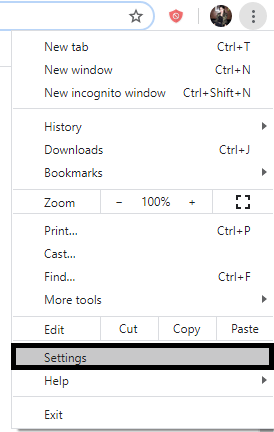 New tab Ctrl+T
New window Ctrl+N
New incognito window Ctrl+Shift+N
History
Downloads Ctrl+J
Bookmarks
Zoom − 100% +
Print... Ctrl+P
Cast...
Find... Ctrl+F
More tools
Edit Cut Copy Paste
Settings
Help
Exit